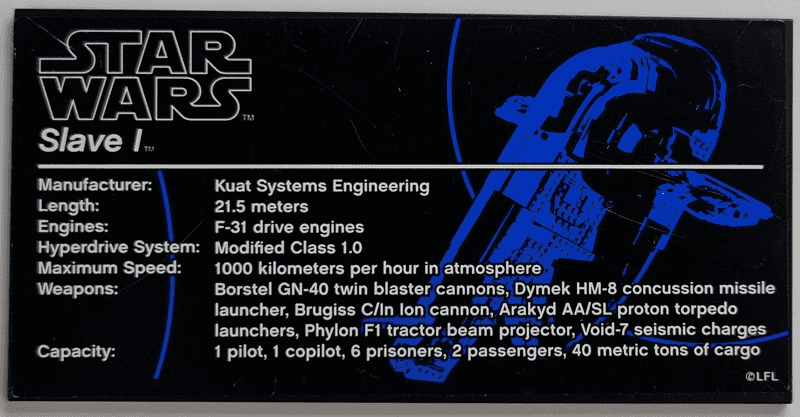 STAR
WARS™
Slave I™
Manufacturer: Kuat Systems Engineering
Length: 21.5 meters
Engines: F-31 drive engines
Hyperdrive System: Modified Class 1.0
Maximum Speed: 1000 kilometers per hour in atmosphere
Weapons: Borstel GN-40 twin blaster cannons, Dymek HM-8 concussion missile
launcher, Brugiss C/In Ion cannon, Arakyd AA/SL proton torpedo
launchers, Phylon F1 tractor beam projector, Void-7 seismic charges
Capacity: 1 pilot, 1 copilot, 6 prisoners, 2 passengers, 40 metric tons of cargo
©LFL